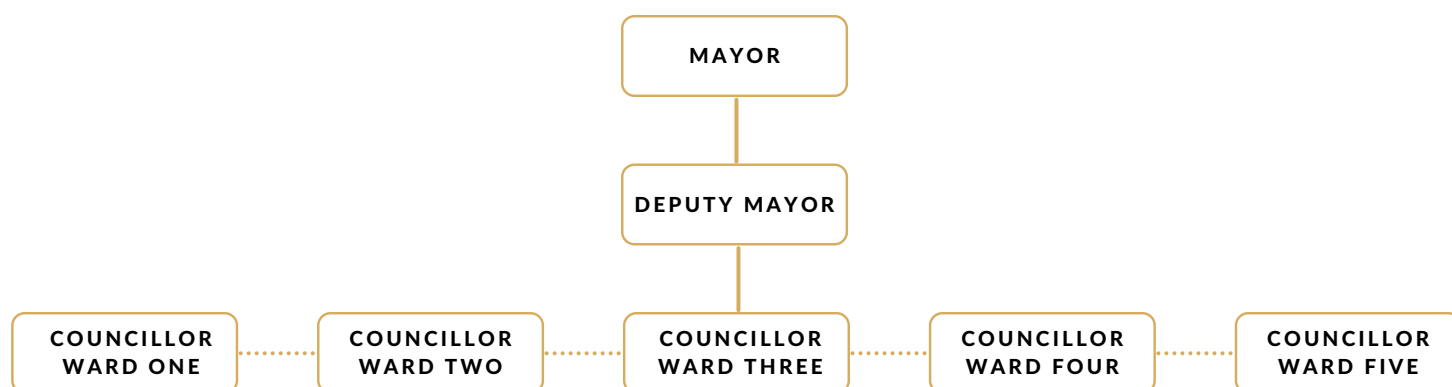 MAYOR
DEPUTY MAYOR
COUNCILLOR
WARD ONE
COUNCILLOR
WARD TWO
COUNCILLOR
WARD THREE
COUNCILLOR
WARD FOUR
COUNCILLOR
WARD FIVE